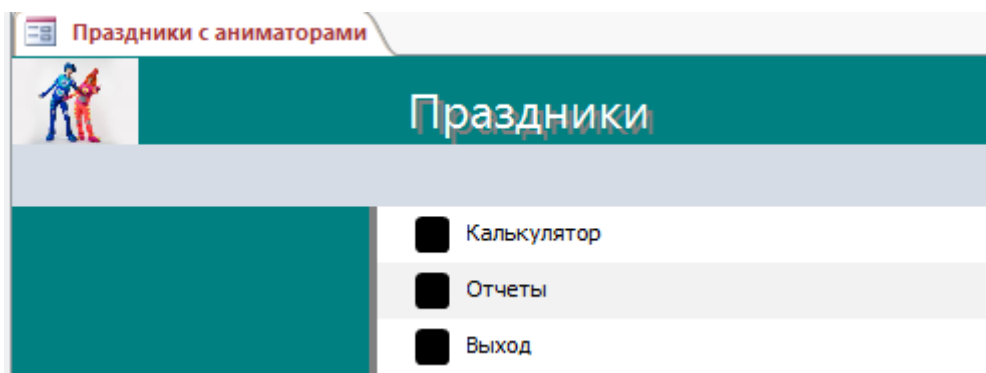 Праздники с аниматорами
Праздники
Калькулятор
Отчеты
Выход